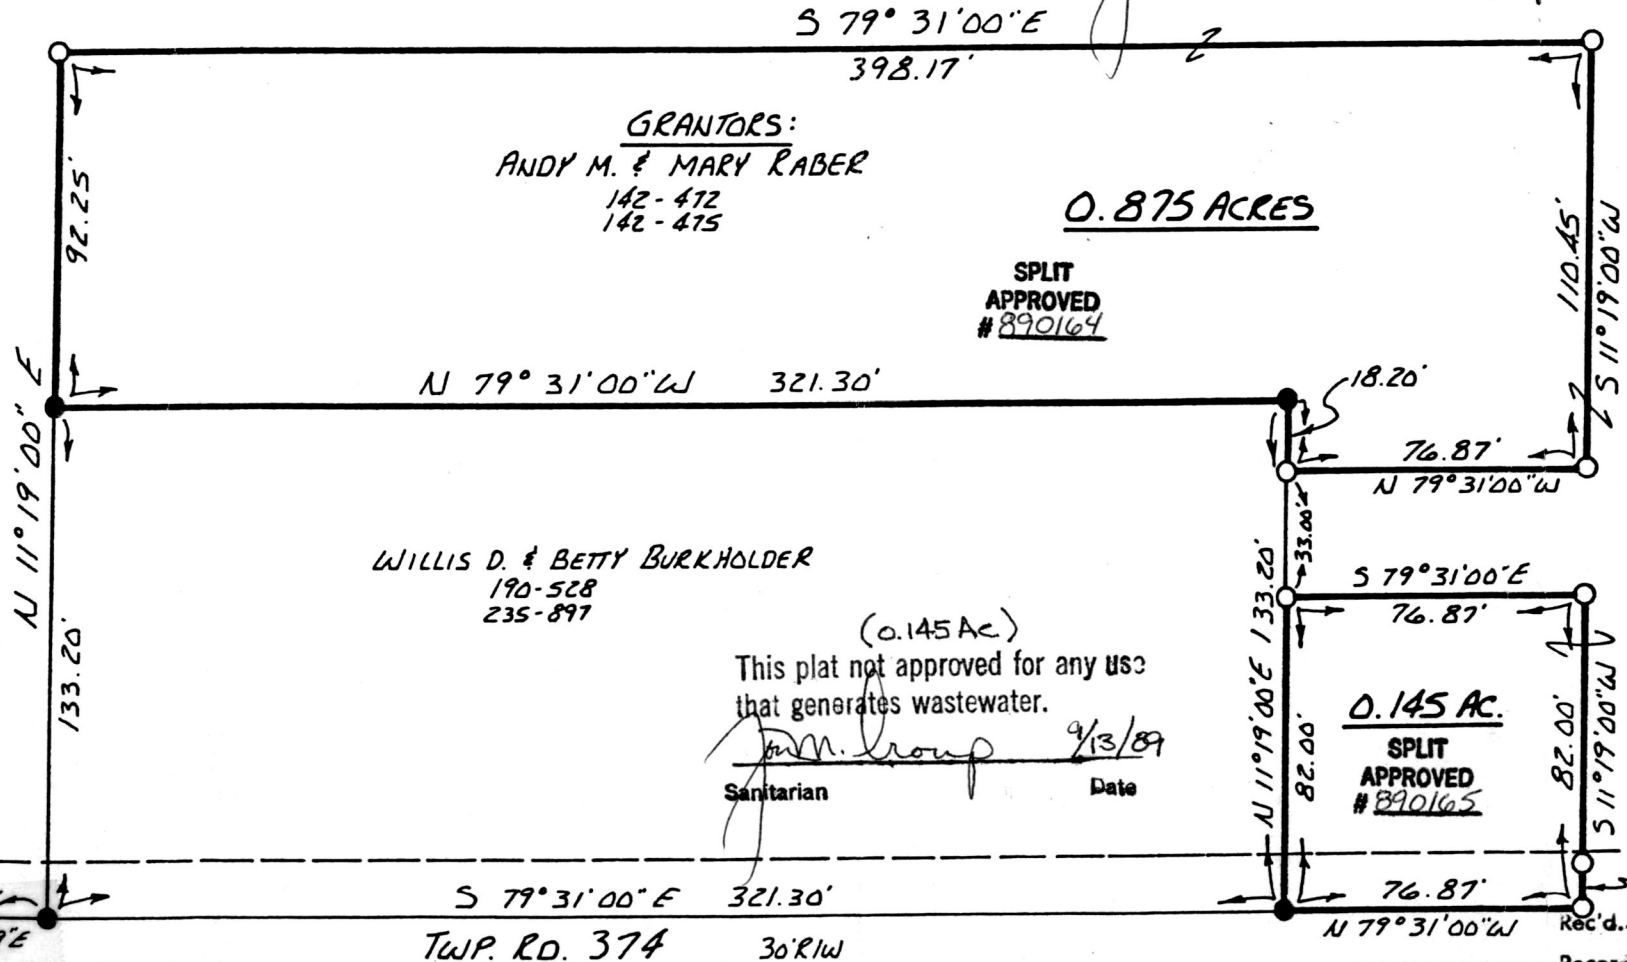 S 79° 31'00"E
398.17'
GRANTORS:
ANDY M. & MARY RABER
142-472
142-475
0.875 ACRES
SPLIT
APPROVED
# 890164
92.25'
110.45'
S 11°19'00"W
N 11°19'00" E
N 79° 31'00"W 321.30'
18.20'
76.87'
N 79°31'00"W
33.00'
WILLIS D. & BETTY BURKHOLDER
190-528
235-897
S 79°31'00"E
76.87'
133.20'
N 11°19'00"E 133.20'
(0.145 Ac)
This plat not approved for any use
that generates wastewater.
9/13/89
Sanitarian Date
82.00'
0.145 AC.
SPLIT
APPROVED
# 890165
82.00'
S 11°19'00"W
S 79°31'00"E 321.30'
76.87'
N 79°31'00"W
TWP. RD. 374 30'R/W
Rec'd.